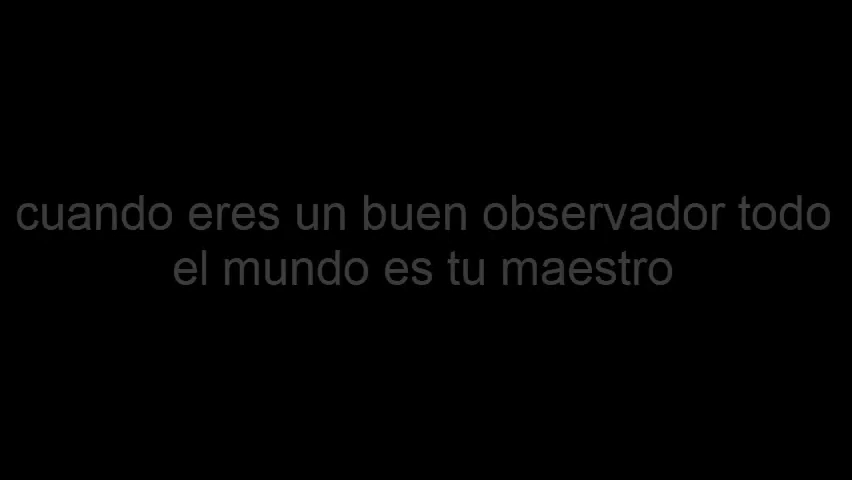 cuando eres un buen observador todo
el mundo es tu maestro